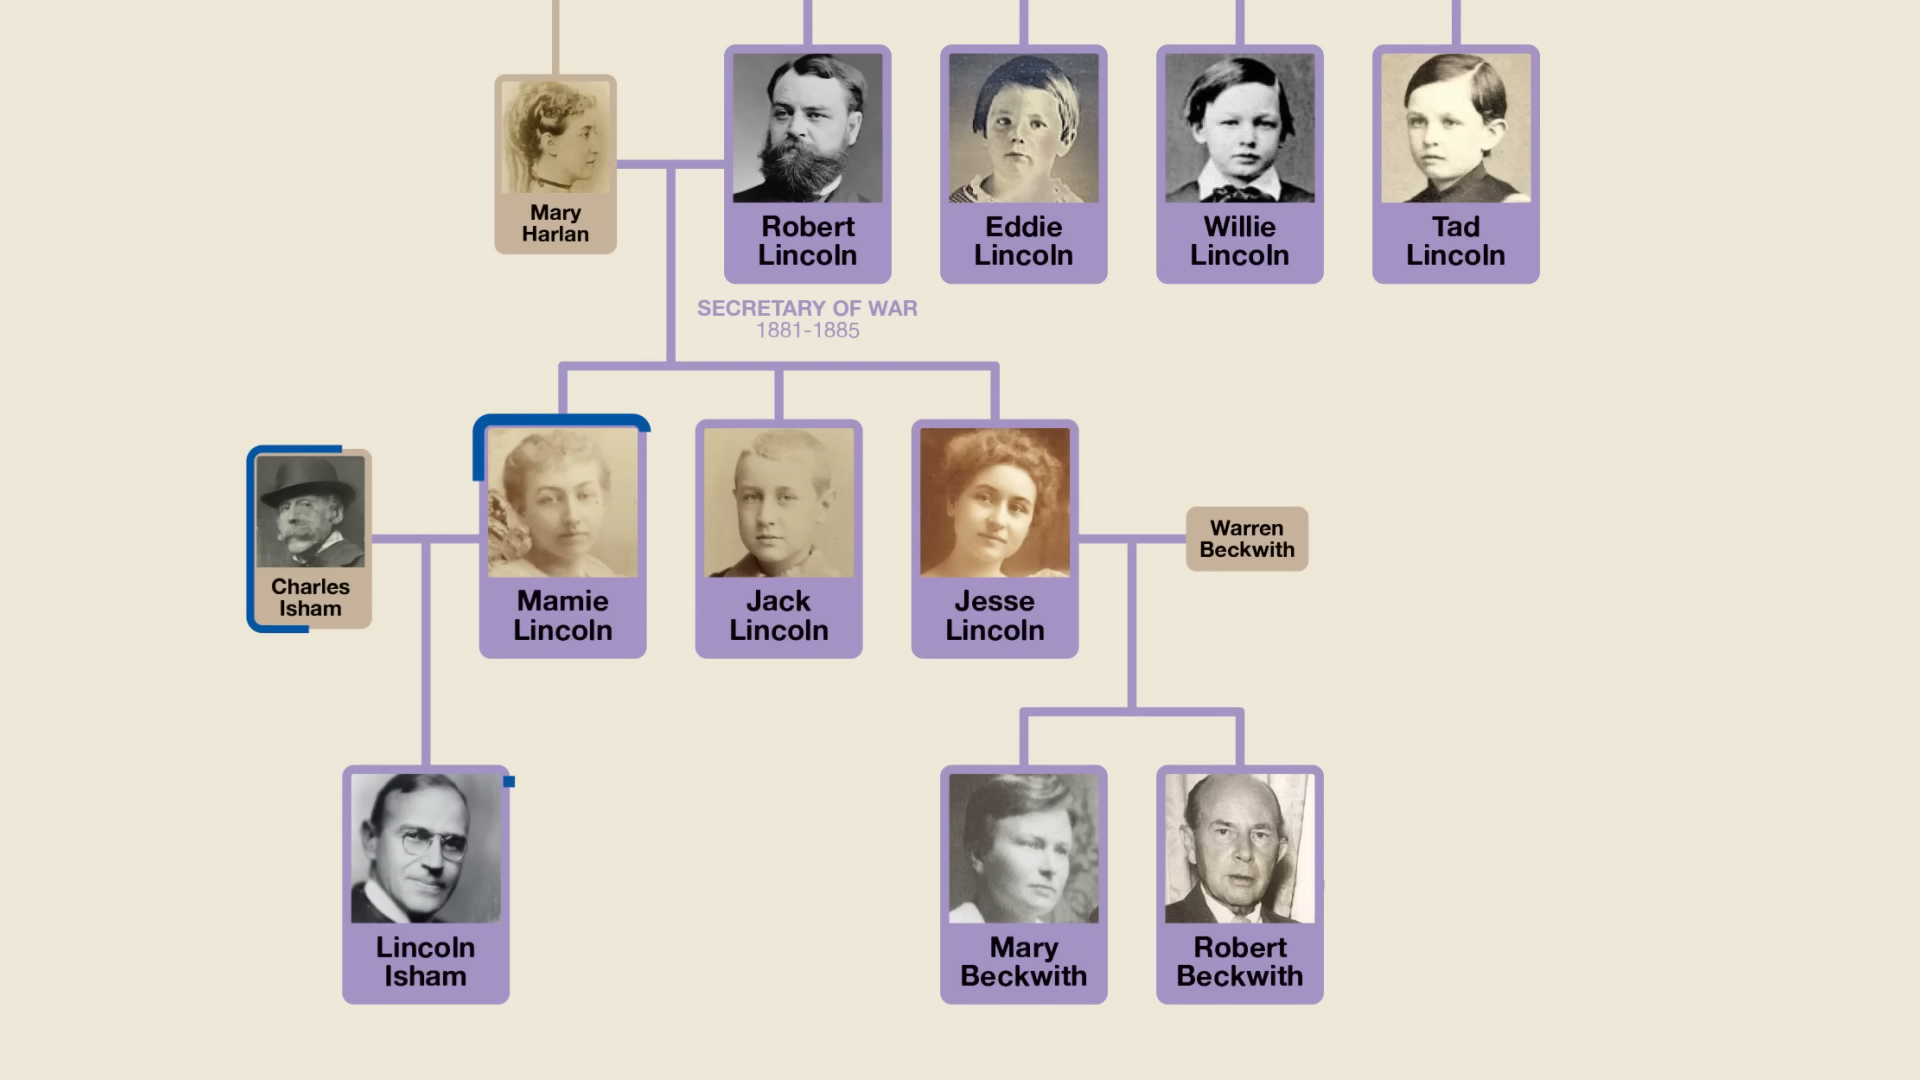 Mary
Harlan
Robert
Lincoln
Eddie
Lincoln
Willie
Lincoln
Tad
Lincoln
SECRETARY OF WAR
1881-1885
Charles
Isham
Mamie
Lincoln
Jack
Lincoln
Jesse
Lincoln
Warren
Beckwith
Lincoln
Isham
Mary
Beckwith
Robert
Beckwith